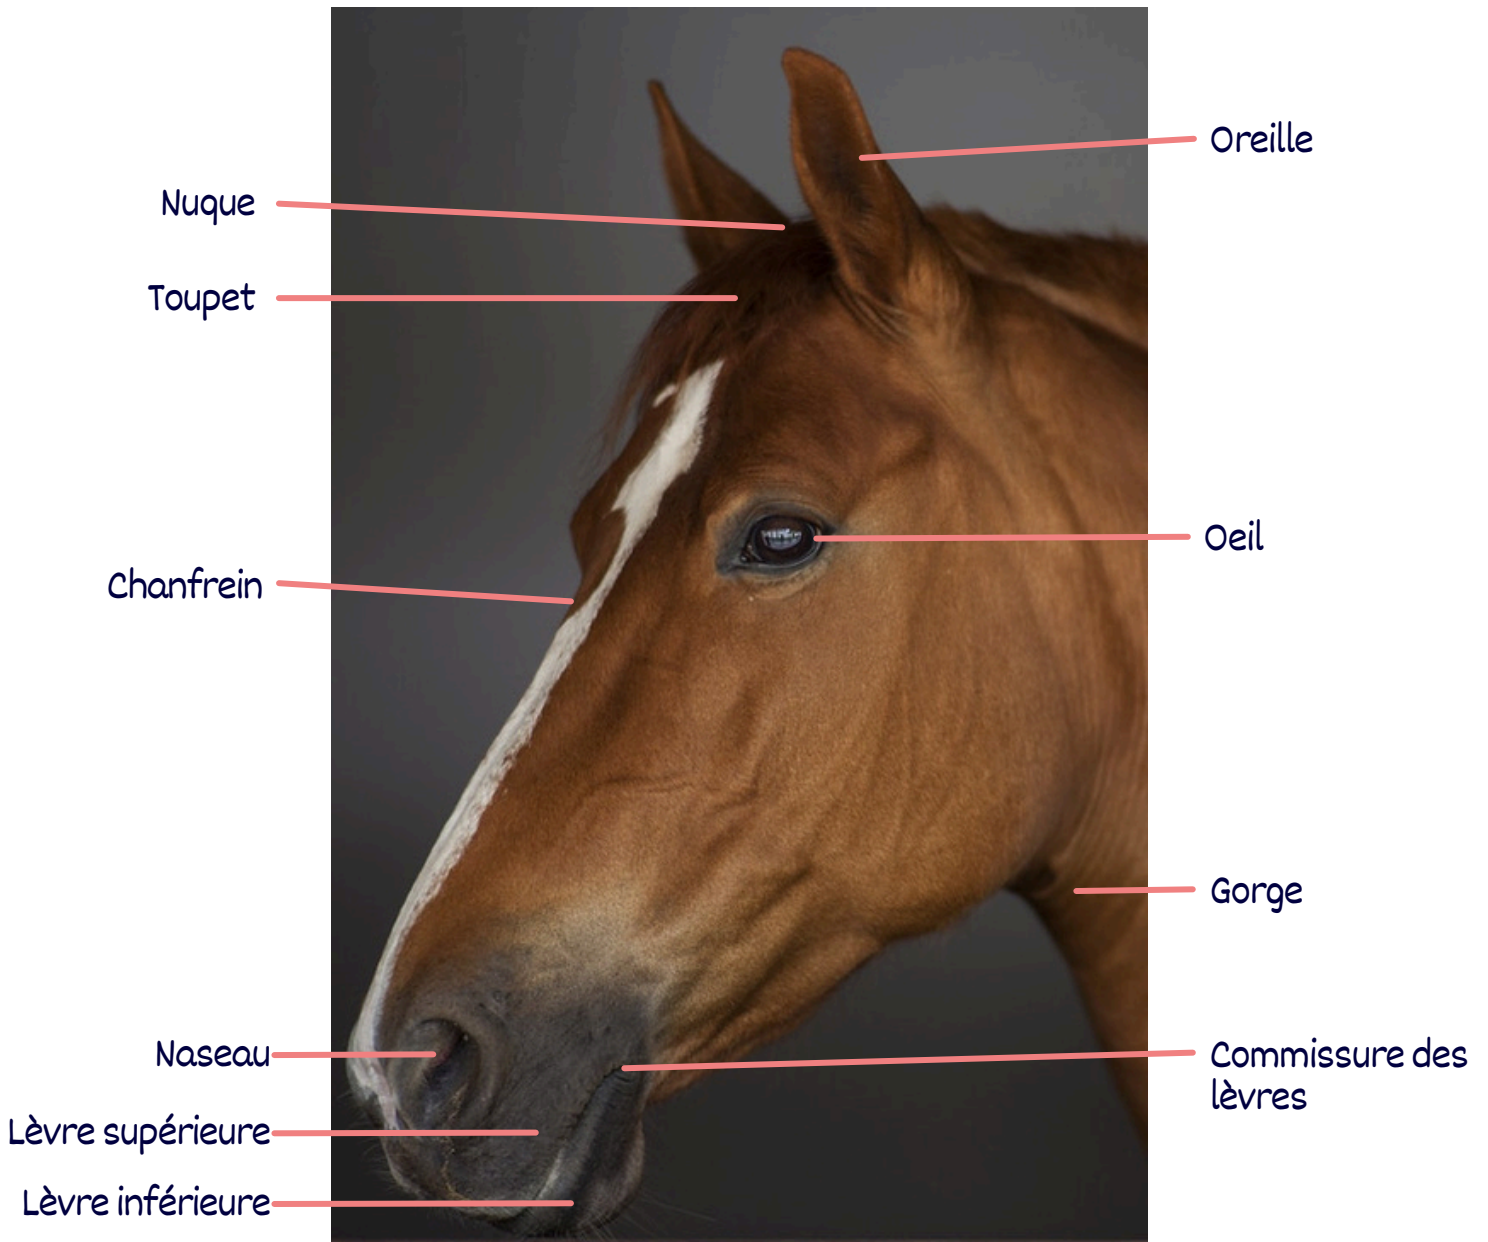 Oreille
Nuque
Toupet
Oeil
Chanfrein
Gorge
Naseau
Commissure des
lèvres
Lèvre supérieure
Lèvre inférieure